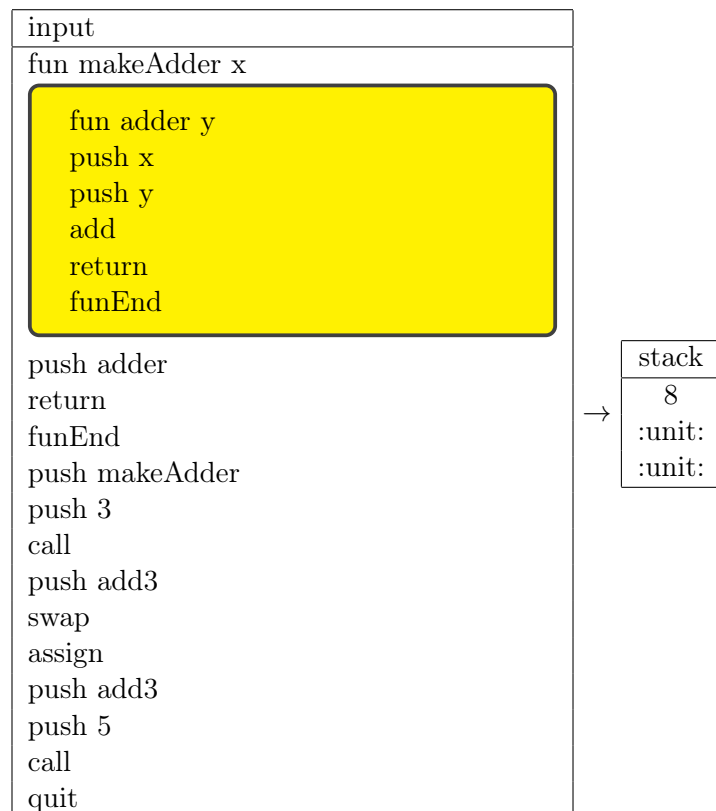 input
fun makeAdder x
fun adder y
push x
push y
add
return
funEnd
push adder
return
funEnd
push makeAdder
push 3
call
push add3
swap
assign
push add3
push 5
call
quit
→
stack
8
:unit:
:unit: